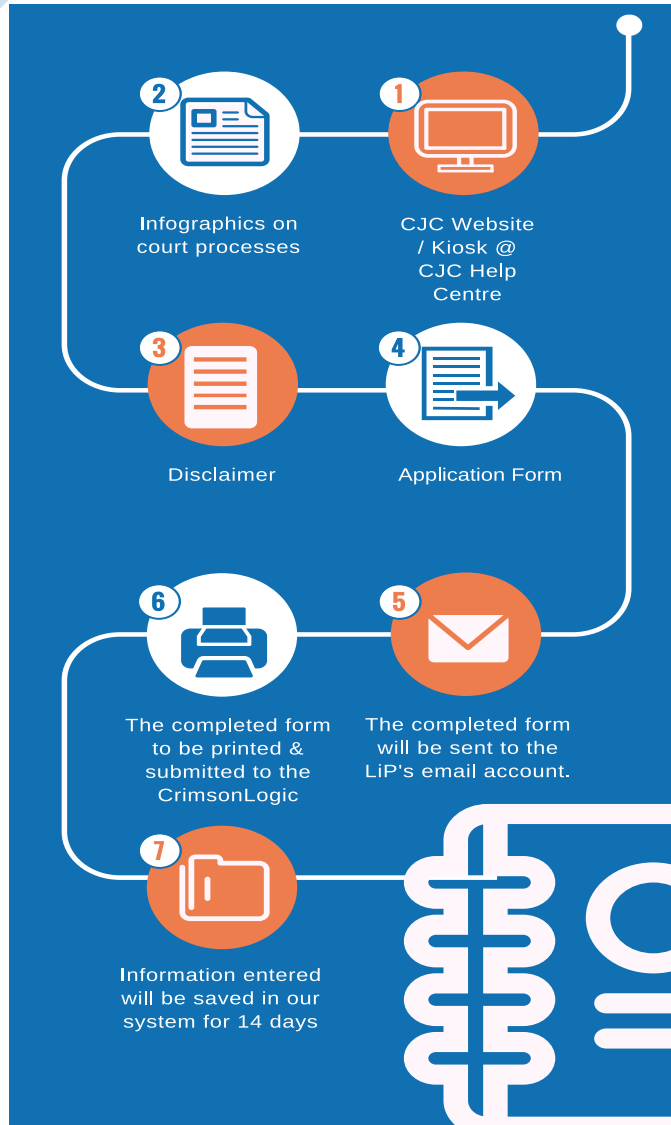 1
CJC Website
/ Kiosk @
CJC Help
Centre
2
Infographics on
court processes
3
Disclaimer
4
Application Form
5
The completed form
will be sent to the
LiP's email account.
6
The completed form
to be printed &
submitted to the
CrimsonLogic
7
Information entered
will be saved in our
system for 14 days